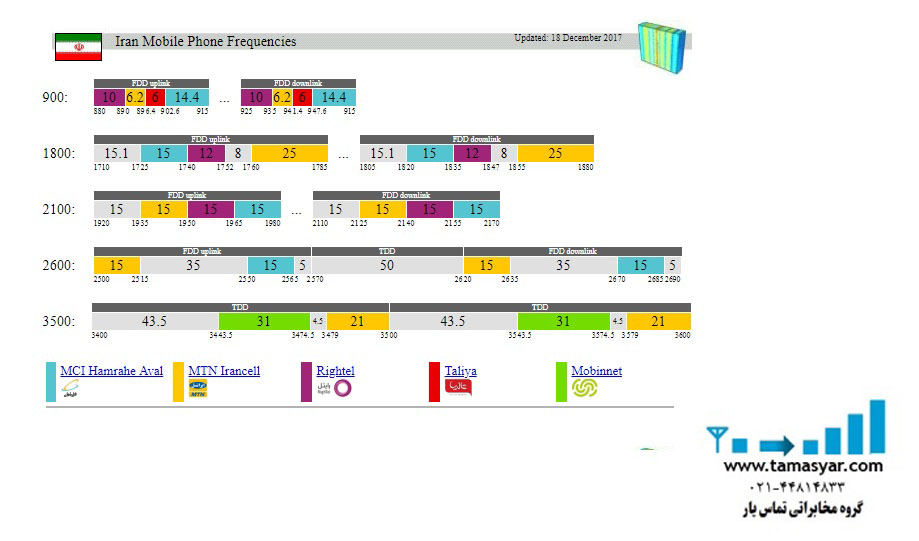 Iran Mobile Phone Frequencies
Updated: 18 December 2017
FDD uplink FDD downlink
900: 10 6.2 6 14.4 ... 10 6.2 6 14.4
880 890 896.4 902.6 915 925 935 941.4 947.6 915
FDD uplink FDD downlink
1800: 15.1 15 12 8 25 ... 15.1 15 12 8 25
1710 1725 1740 1752 1760 1785 1805 1820 1835 1847 1855 1880
FDD uplink FDD downlink
2100: 15 15 15 15 ... 15 15 15 15
1920 1935 1950 1965 1980 2110 2125 2140 2155 2170
FDD uplink TDD FDD downlink
2600: 15 35 15 5 50 15 35 15 5
2500 2515 2550 2565 2570 2620 2635 2670 2685 2690
TDD TDD
3500: 43.5 31 4.5 21 43.5 31 4.5 21
3400 3443.5 3474.5 3479 3500 3543.5 3574.5 3579 3600
MCI Hamrahe Aval MTN Irancell Rightel Taliya Mobinnet
ایرانسل
MTN
رایتل
RighTel
تالیا
www.tamasyar.com
۰۲۱-۴۴۸۱۴۸۳۳
گروه مخابراتی تماس یار